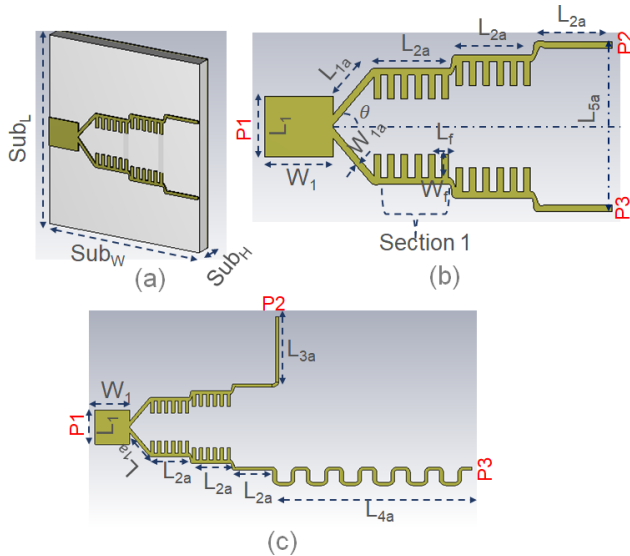 Sub_L
Sub_W
Sub_H
(a)
P1
L_1
W_1
L_1a
θ
W_1a
L_2a
L_2a
L_2a
P2
L_5a
L_f
W_f
P3
Section 1
(b)
P1
W_1
L_1
L_1a
L_2a
L_2a
L_2a
P2
L_3a
L_4a
P3
(c)